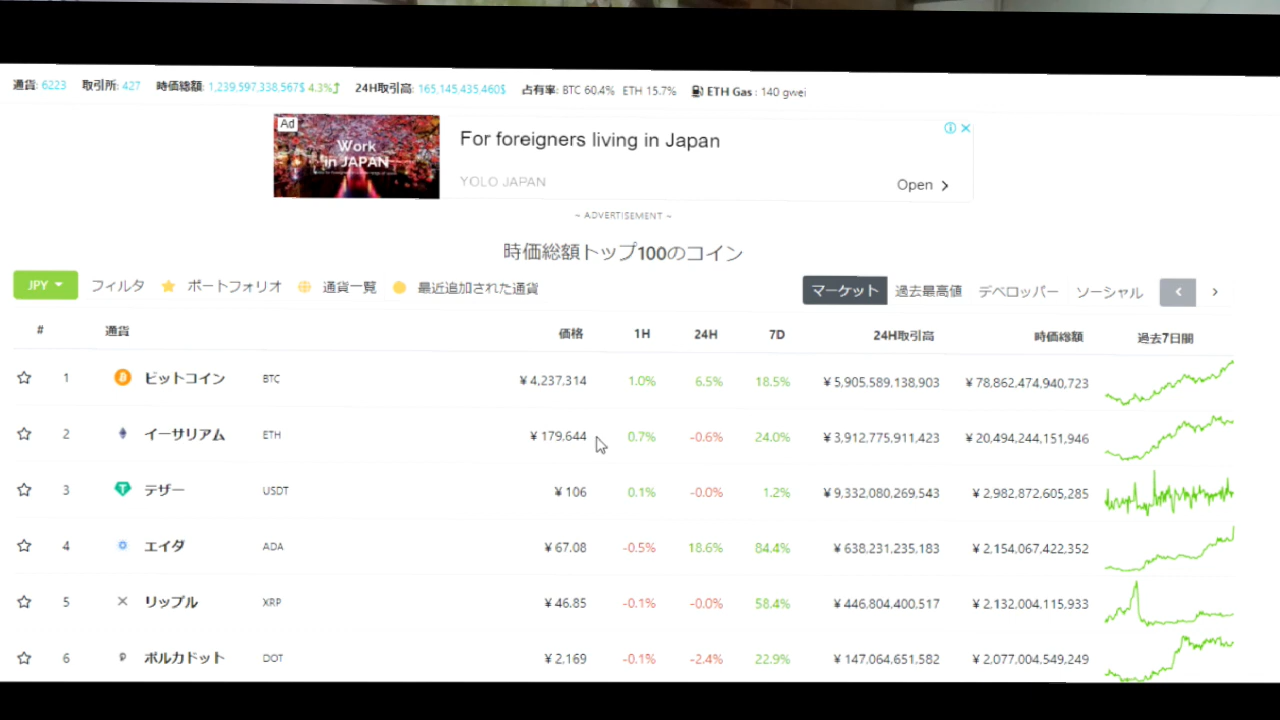 通貨: 6223 取引所: 427 時価総額: 1,239,597,338,567$ 4.3% 24H取引高: 165,145,435,460$ 占有率: BTC 60.4% ETH 15.7% ETH Gas : 140 gwei
Ad
Work
in JAPAN
For foreigners living in Japan
YOLO JAPAN
Open
~ ADVERTISEMENT ~
時価総額トップ100のコイン
JPY フィルタ ポートフォリオ 通貨一覧 最近追加された通貨 マーケット 過去最高値 デベロッパー ソーシャル
# 通貨 価格 1H 24H 7D 24H取引高 時価総額 過去7日間
1 ビットコイン BTC ¥4,237,314 1.0% 6.5% 18.5% ¥5,905,589,138,903 ¥78,862,474,940,723
2 イーサリアム ETH ¥179,644 0.7% -0.6% 24.0% ¥3,912,775,911,423 ¥20,494,244,151,946
3 テザー USDT ¥106 0.1% -0.0% 1.2% ¥9,332,080,269,543 ¥2,982,872,605,285
4 エイダ ADA ¥67.08 -0.5% 18.6% 84.4% ¥638,231,235,183 ¥2,154,067,422,352
5 リップル XRP ¥46.85 -0.1% -0.0% 58.4% ¥446,804,400,517 ¥2,132,004,115,933
6 ポルカドット DOT ¥2,169 -0.1% -2.4% 22.9% ¥147,064,651,582 ¥2,077,004,549,249